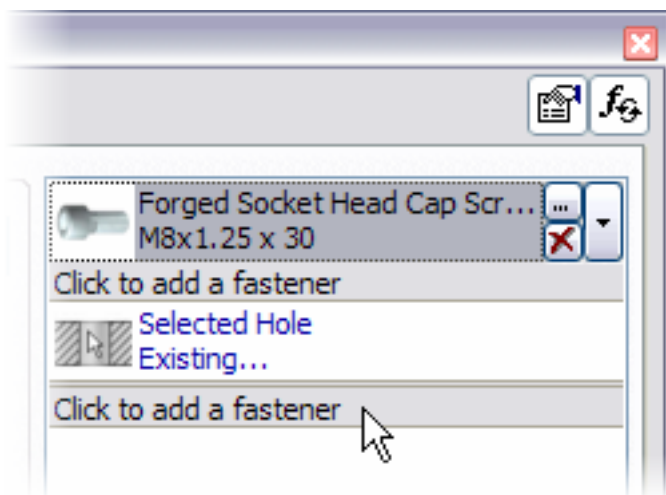 Forged Socket Head Cap Scr...
M8x1.25 x 30
Click to add a fastener
Selected Hole
Existing...
Click to add a fastener